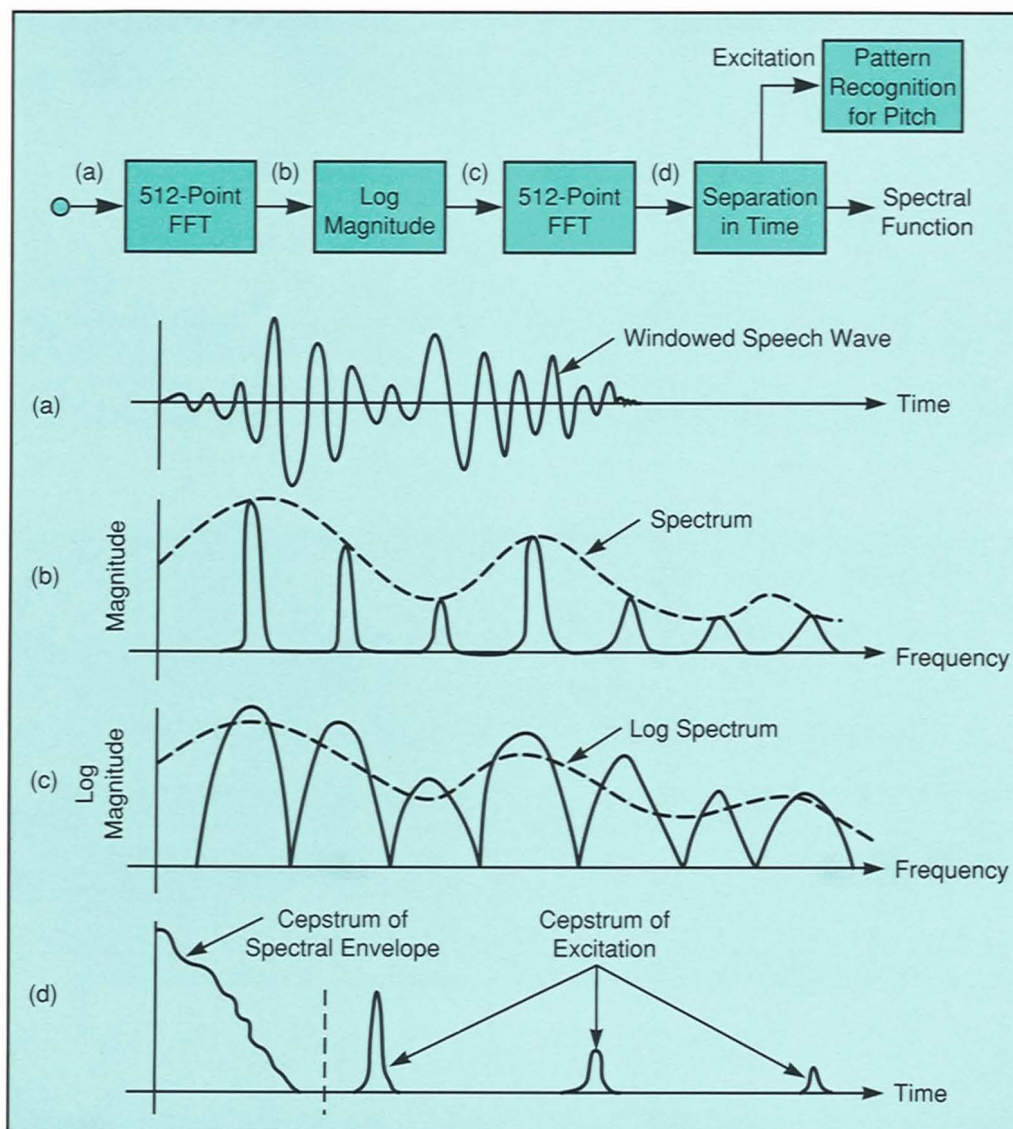 Excitation
Pattern
Recognition
for Pitch
(a)
512-Point
FFT
(b)
Log
Magnitude
(c)
512-Point
FFT
(d)
Separation
in Time
Spectral
Function
(a)
Windowed Speech Wave
Time
(b)
Magnitude
Spectrum
Frequency
(c)
Log
Magnitude
Log Spectrum
Frequency
(d)
Cepstrum of
Spectral Envelope
Cepstrum of
Excitation
Time